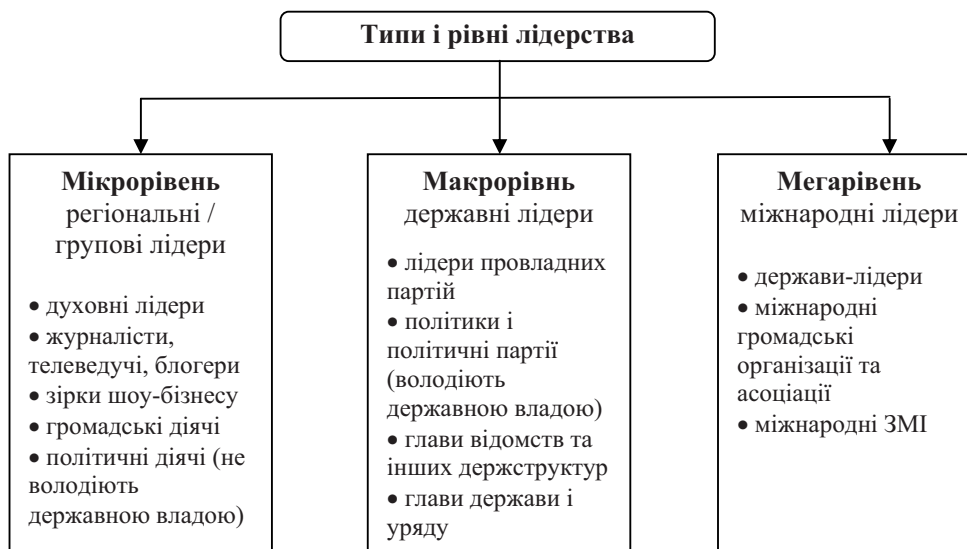 Типи і рівні лідерства
Мікрорівень
регіональні /
групові лідери
• духовні лідери
• журналісти,
телеведучі, блогери
• зірки шоу-бізнесу
• громадські діячі
• політичні діячі (не
володіють
державною владою)
Макрорівнь
державні лідери
• лідери провладних
партій
• політики і
політичні партії
(володіють
державною владою)
• глави відомств та
інших держструктур
• глави держави і
уряду
Мегарівень
міжнародні лідери
• держави-лідери
• міжнародні
громадські
організації та
асоціації
• міжнародні ЗМІ